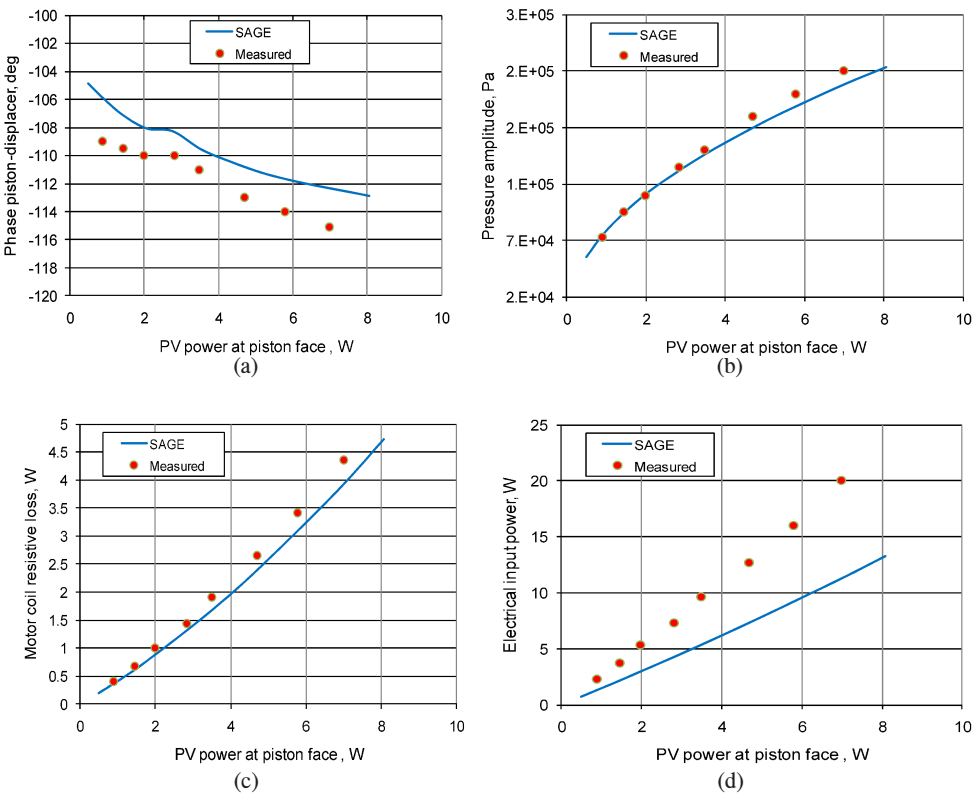 -100
-102
-104
-106
-108
-110
-112
-114
-116
-118
-120
Phase piston-displacer, deg
SAGE
Measured
0 2 4 6 8 10
PV power at piston face , W
(a)
3.E+05
2.E+05
2.E+05
1.E+05
7.E+04
2.E+04
Pressure amplitude, Pa
SAGE
Measured
0 2 4 6 8 10
PV power at piston face , W
(b)
5
4.5
4
3.5
3
2.5
2
1.5
1
0.5
0
Motor coil resistive loss, W
SAGE
Measured
0 2 4 6 8 10
PV power at piston face , W
(c)
25
20
15
10
5
0
Electrical input power, W
SAGE
Measured
0 2 4 6 8 10
PV power at piston face , W
(d)